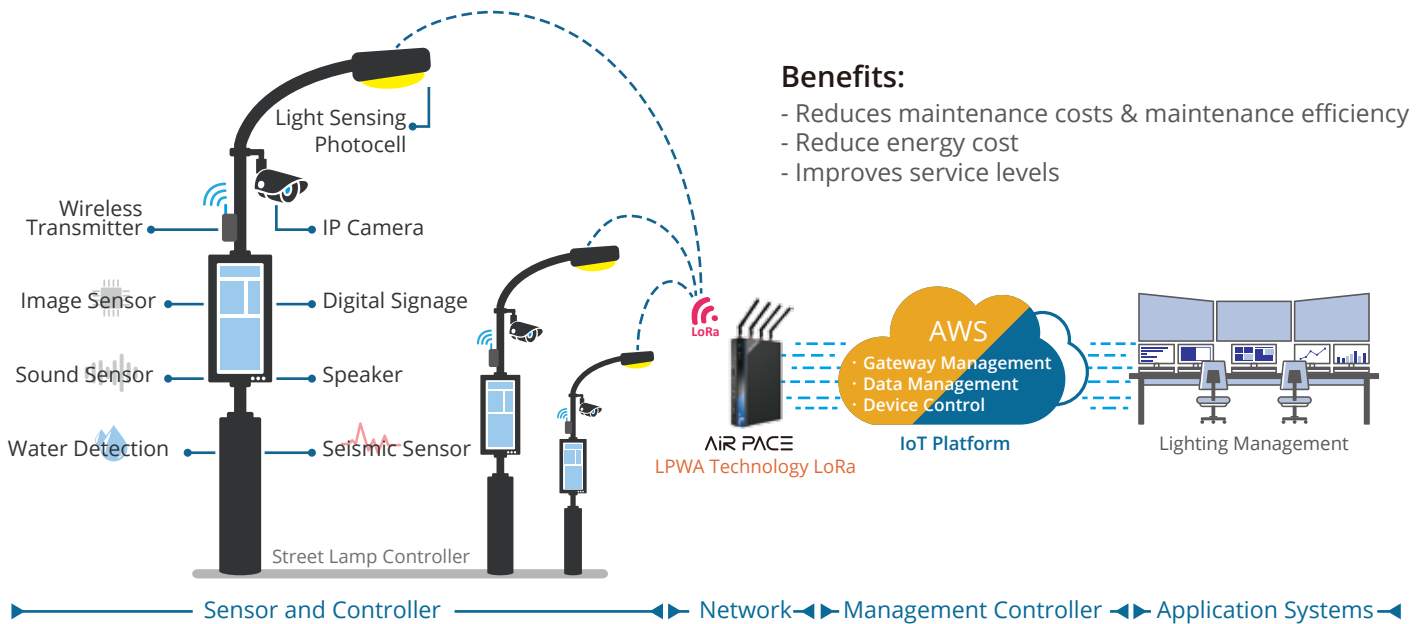 Benefits:
- Reduces maintenance costs & maintenance efficiency
- Reduce energy cost
- Improves service levels
Light Sensing
Photocell
Wireless
Transmitter
IP Camera
Image Sensor
Digital Signage
Sound Sensor
Speaker
Water Detection
Seismic Sensor
Street Lamp Controller
LoRa
AiR PACE
LPWA Technology LoRa
AWS
· Gateway Management
· Data Management
· Device Control
IoT Platform
Lighting Management
Sensor and Controller
Network
Management Controller
Application Systems